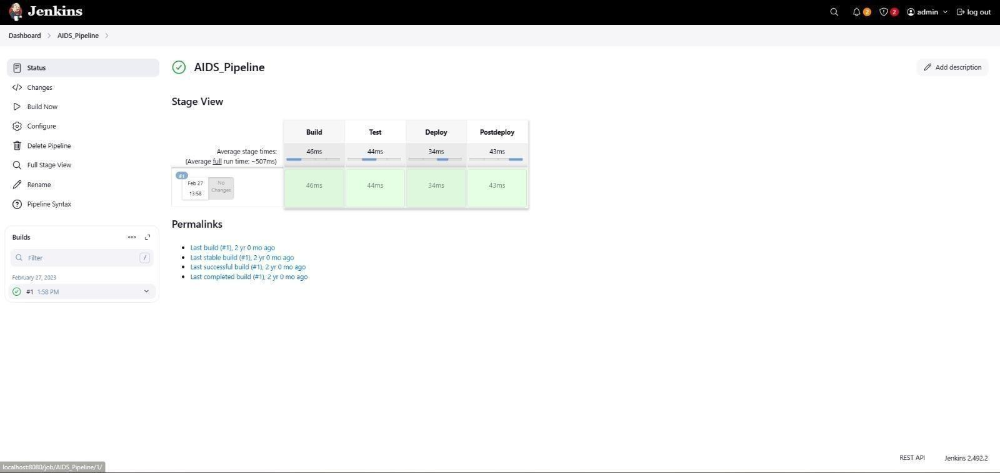 Jenkins
2 2 admin log out
Dashboard AIDS_Pipeline
Status
Changes
Build Now
Configure
Delete Pipeline
Full Stage View
Rename
Pipeline Syntax
Builds
Filter /
February 27, 2023
#1 1:58 PM
AIDS_Pipeline
Add description
Stage View
Build Test Deploy Postdeploy
Average stage times: 46ms 44ms 34ms 43ms
(Average full run time: ~507ms)
#1
Feb 27 No
13:58 Changes
46ms 44ms 34ms 43ms
Permalinks
Last build (#1), 2 yr 0 mo ago
Last stable build (#1), 2 yr 0 mo ago
Last successful build (#1), 2 yr 0 mo ago
Last completed build (#1), 2 yr 0 mo ago
REST API Jenkins 2.492.2
localhost:8080/job/AIDS_Pipeline/1/